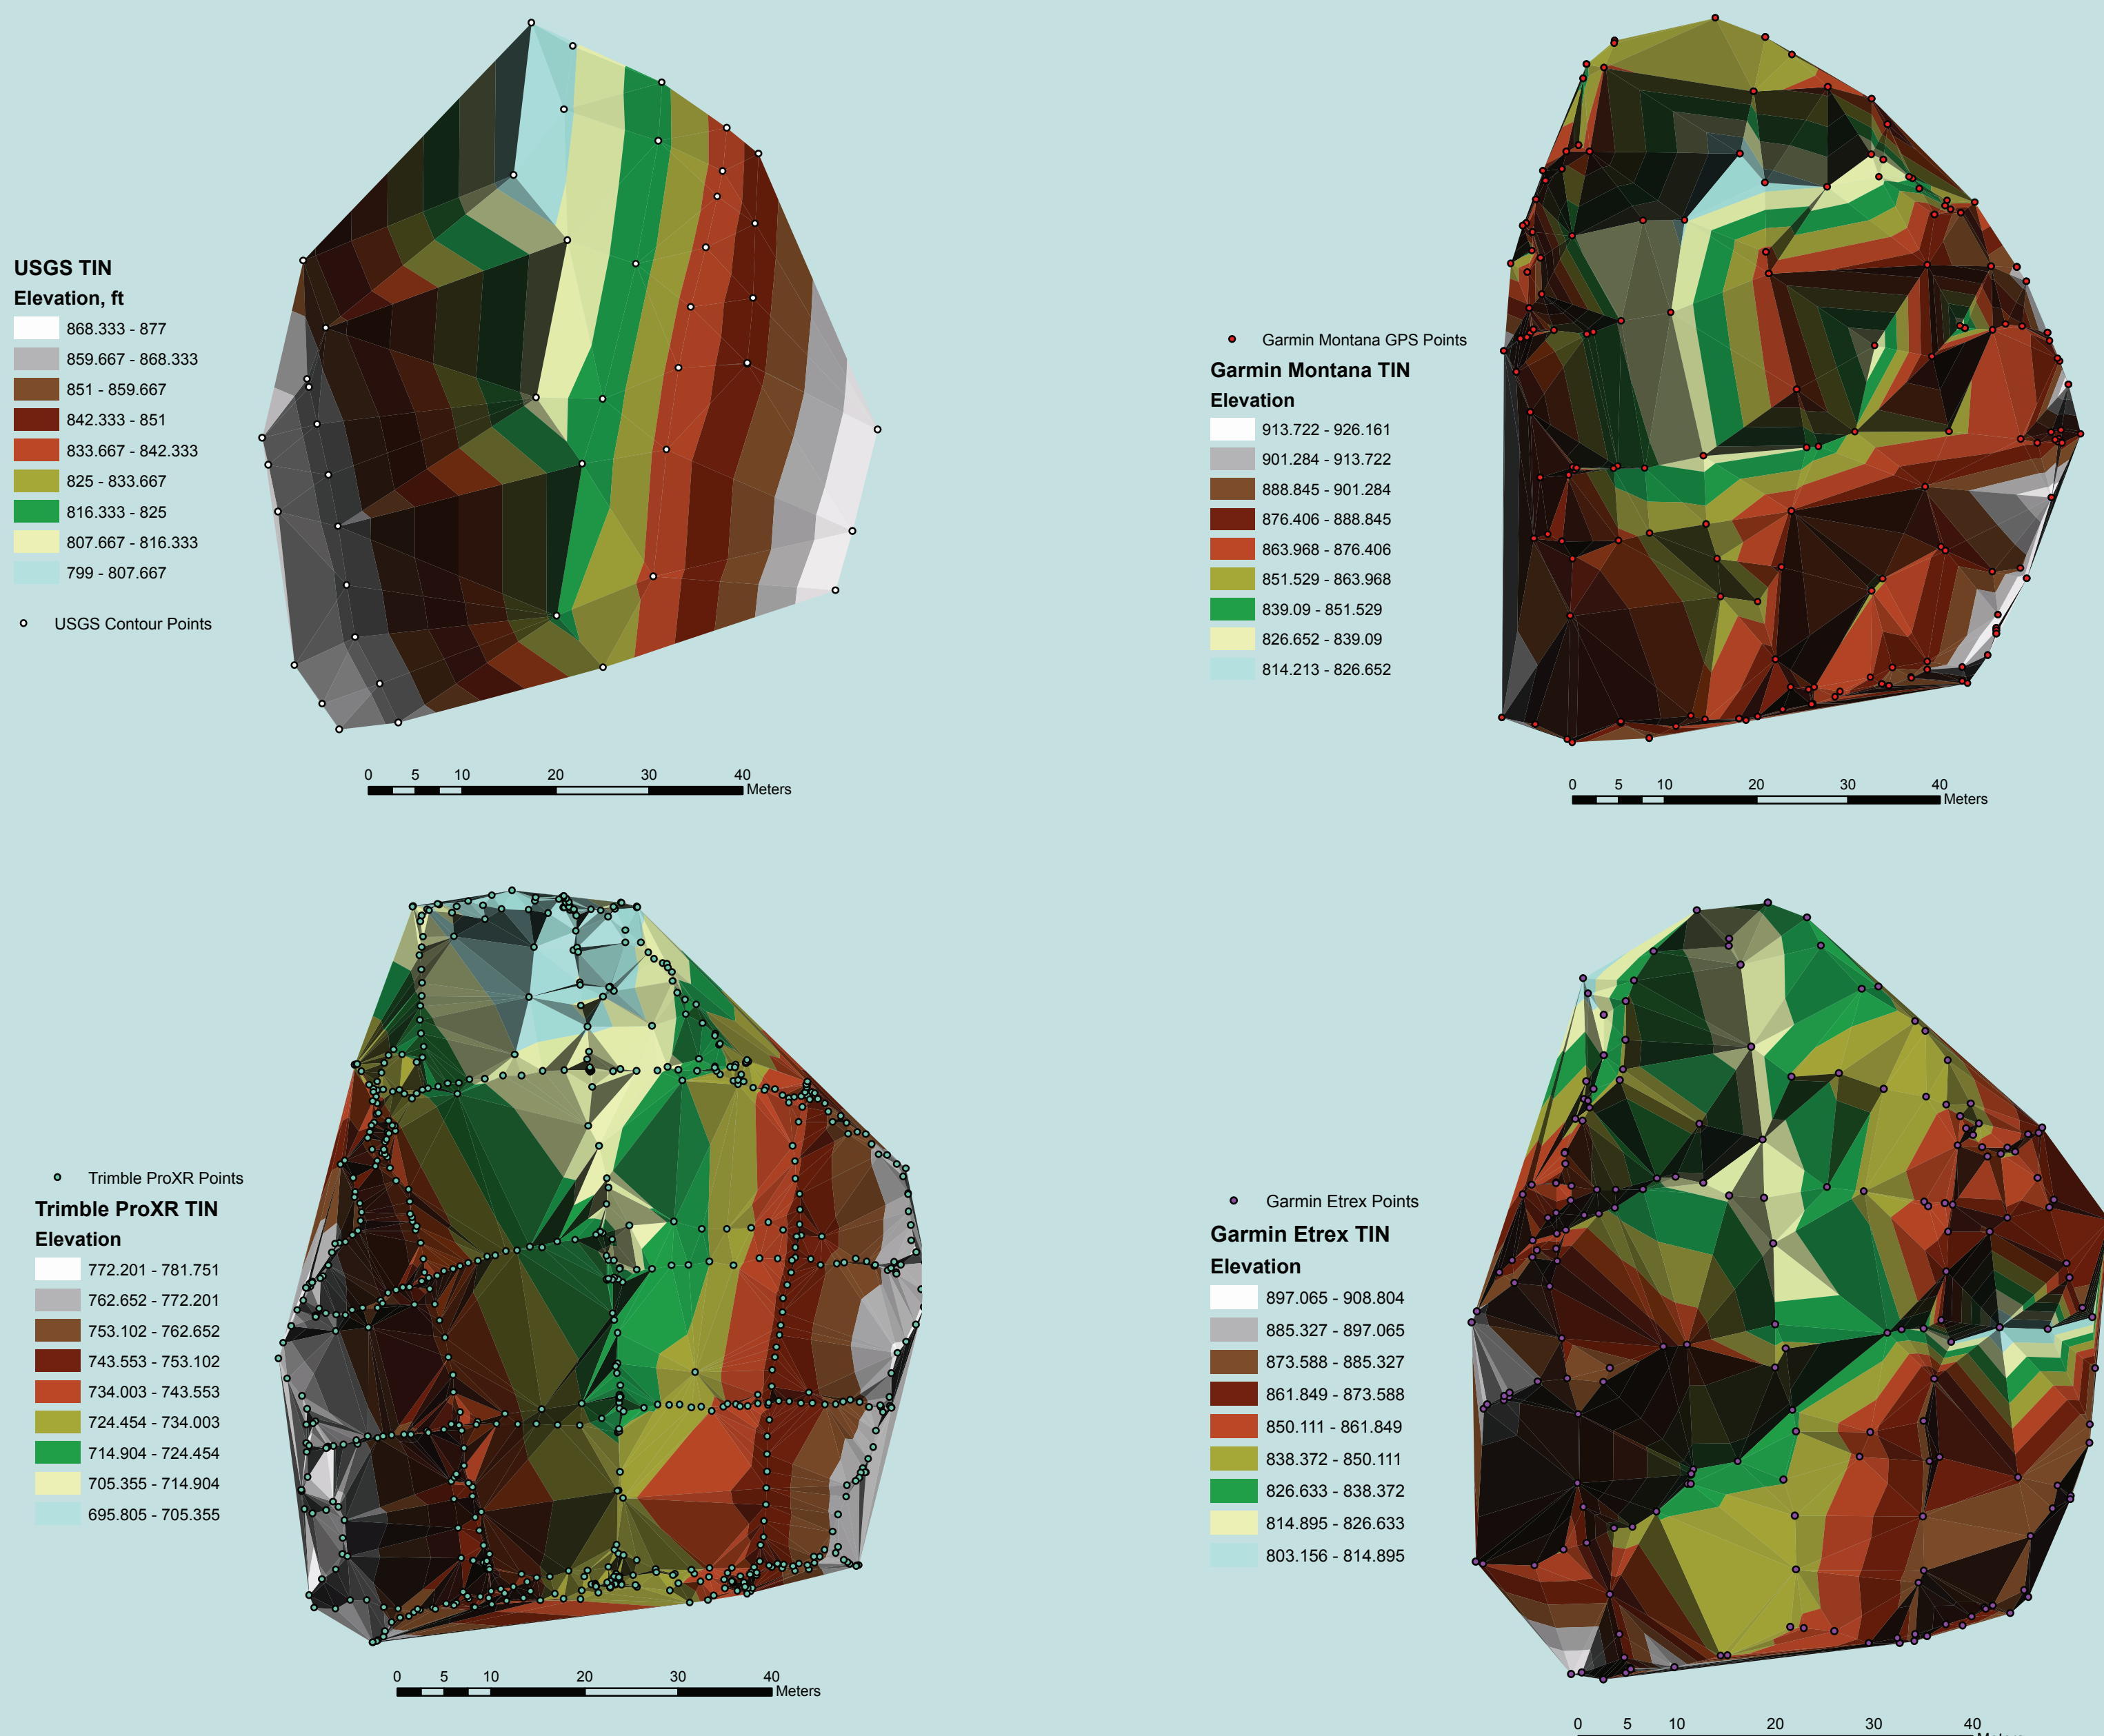 USGS TIN
Elevation, ft
868.333 - 877
859.667 - 868.333
851 - 859.667
842.333 - 851
833.667 - 842.333
825 - 833.667
816.333 - 825
807.667 - 816.333
799 - 807.667
USGS Contour Points
0 5 10 20 30 40
Meters
Garmin Montana GPS Points
Garmin Montana TIN
Elevation
913.722 - 926.161
901.284 - 913.722
888.845 - 901.284
876.406 - 888.845
863.968 - 876.406
851.529 - 863.968
839.09 - 851.529
826.652 - 839.09
814.213 - 826.652
0 5 10 20 30 40
Meters
Trimble ProXR Points
Trimble ProXR TIN
Elevation
772.201 - 781.751
762.652 - 772.201
753.102 - 762.652
743.553 - 753.102
734.003 - 743.553
724.454 - 734.003
714.904 - 724.454
705.355 - 714.904
695.805 - 705.355
0 5 10 20 30 40
Meters
Garmin Etrex Points
Garmin Etrex TIN
Elevation
897.065 - 908.804
885.327 - 897.065
873.588 - 885.327
861.849 - 873.588
850.111 - 861.849
838.372 - 850.111
826.633 - 838.372
814.895 - 826.633
803.156 - 814.895
0 5 10 20 30 40